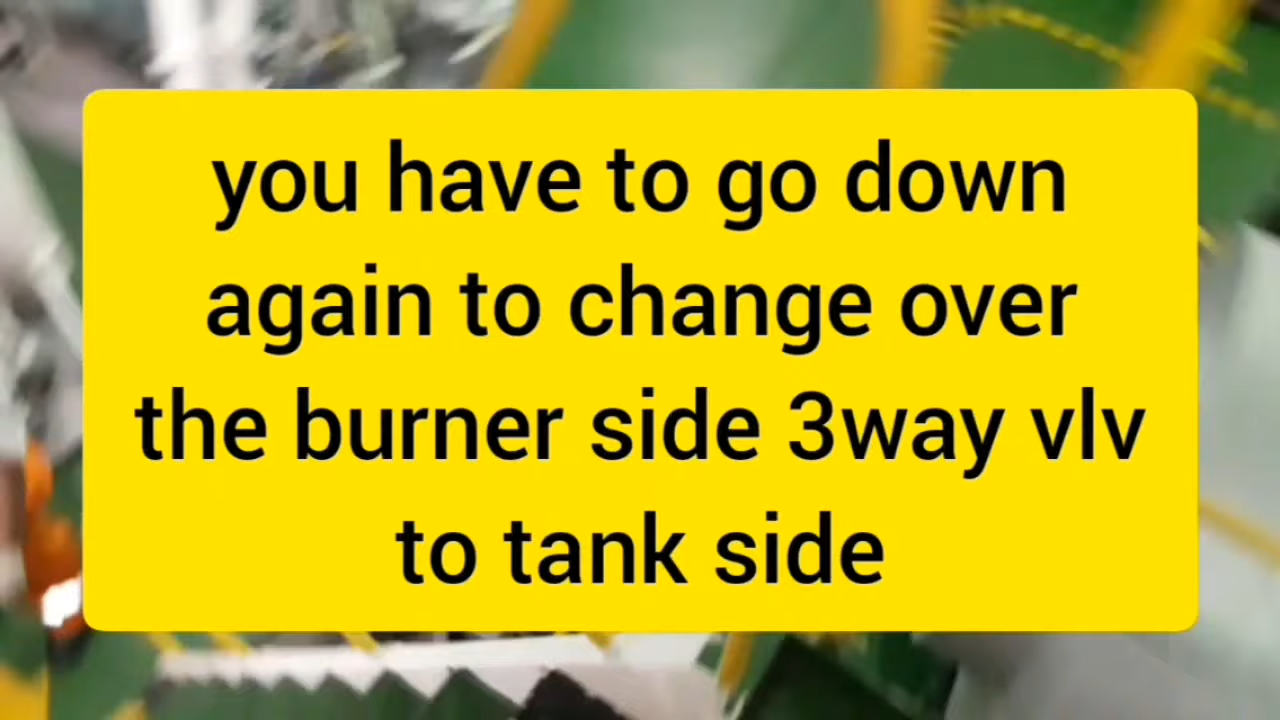 you have to go down
again to change over
the burner side 3way vlv
to tank side